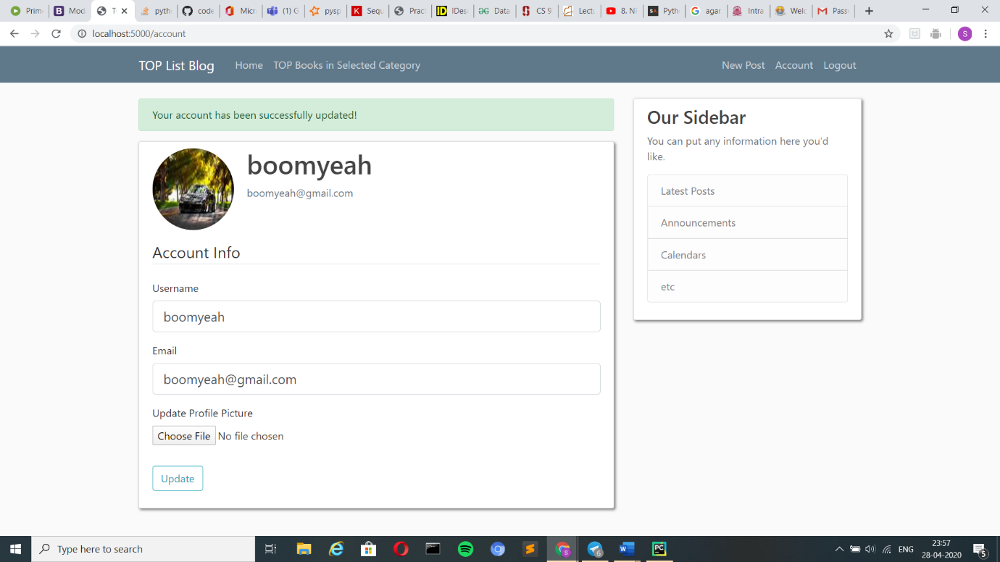 Prim
Mod
T
pyth
code
Micr
(1) G
pysp
Sequ
Prac
IDes
Data
CS 9
Lect
8. NF
Pyth
agar
Intra
Welc
Pass
localhost:5000/account
S
TOP List Blog
Home
TOP Books in Selected Category
New Post
Account
Logout
Your account has been successfully updated!
boomyeah
boomyeah@gmail.com
Account Info
Username
boomyeah
Email
boomyeah@gmail.com
Update Profile Picture
Choose File No file chosen
Update
Our Sidebar
You can put any information here you'd
like.
Latest Posts
Announcements
Calendars
etc
Type here to search
ENG
23:57
28-04-2020
5